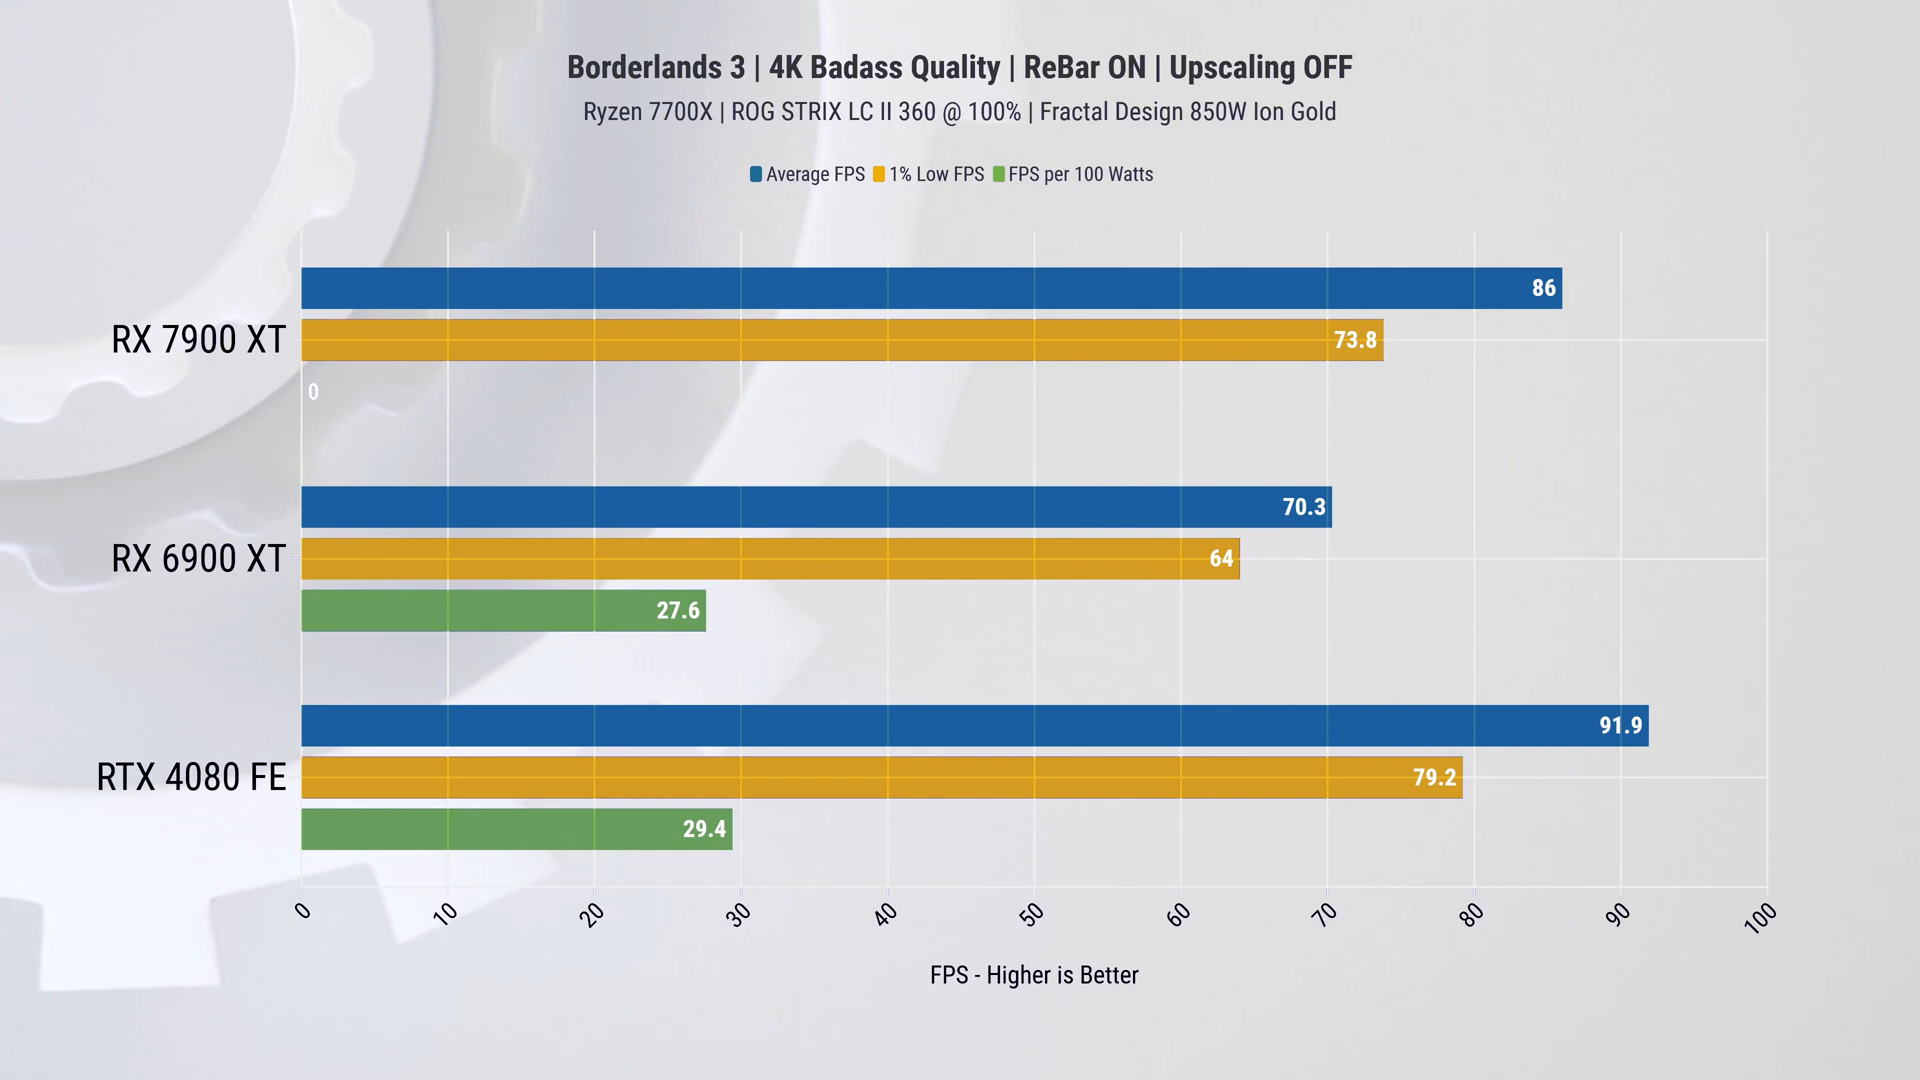 Borderlands 3 | 4K Badass Quality | ReBar ON | Upscaling OFF
Ryzen 7700X | ROG STRIX LC II 360 @ 100% | Fractal Design 850W Ion Gold
Average FPS 1% Low FPS FPS per 100 Watts
86
RX 7900 XT 73.8
0
70.3
RX 6900 XT 64
27.6
91.9
RTX 4080 FE 79.2
29.4
0 10 20 30 40 50 60 70 80 90 100
FPS - Higher is Better